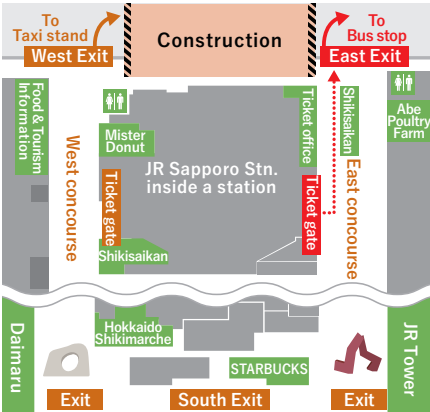 To
Taxi stand
West Exit
Construction
To
Bus stop
East Exit
Food & Tourism
Information
Mister
Donut
Ticket office
Shikisaikan
Abe
Poultry
Farm
West concourse
JR Sapporo Stn.
inside a station
Ticket gate
Ticket gate
East concourse
Shikisaikan
Daimaru
Hokkaido
Shikimarche
STARBUCKS
JR Tower
Exit
South Exit
Exit